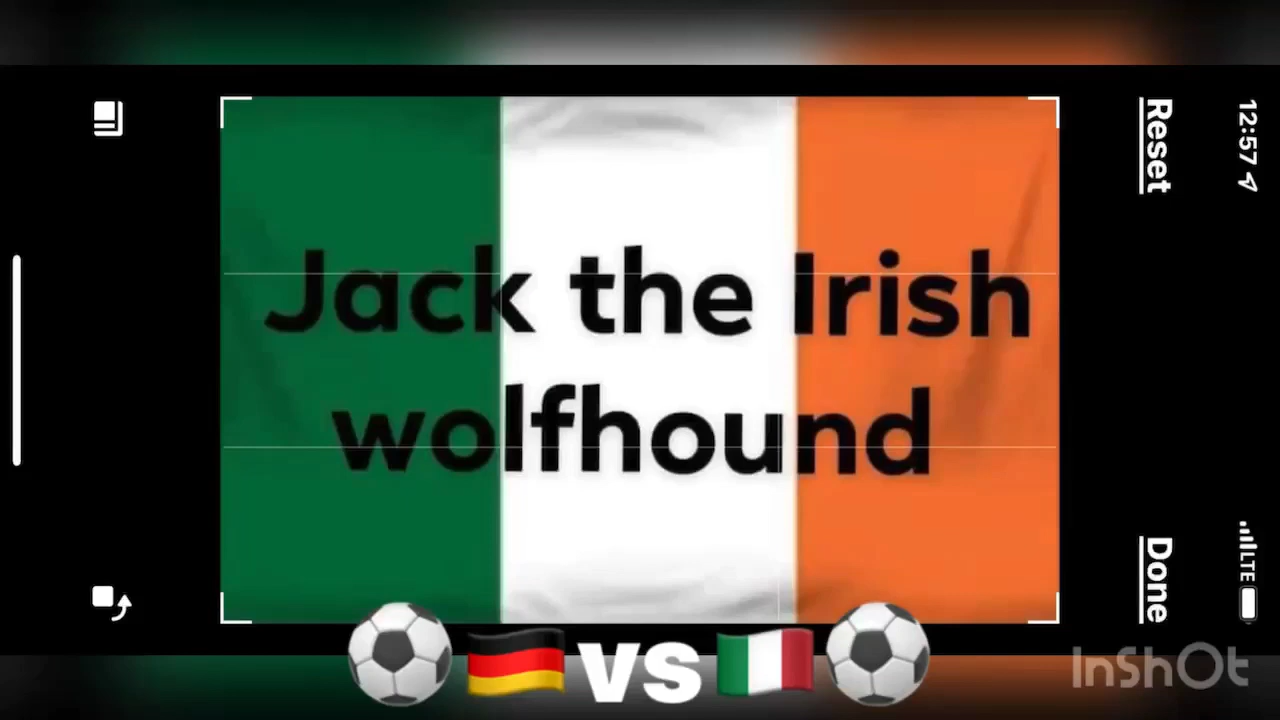 Jack the Irish
wolfhound
Reset
Done
12:57
LTE
VS
InShOt